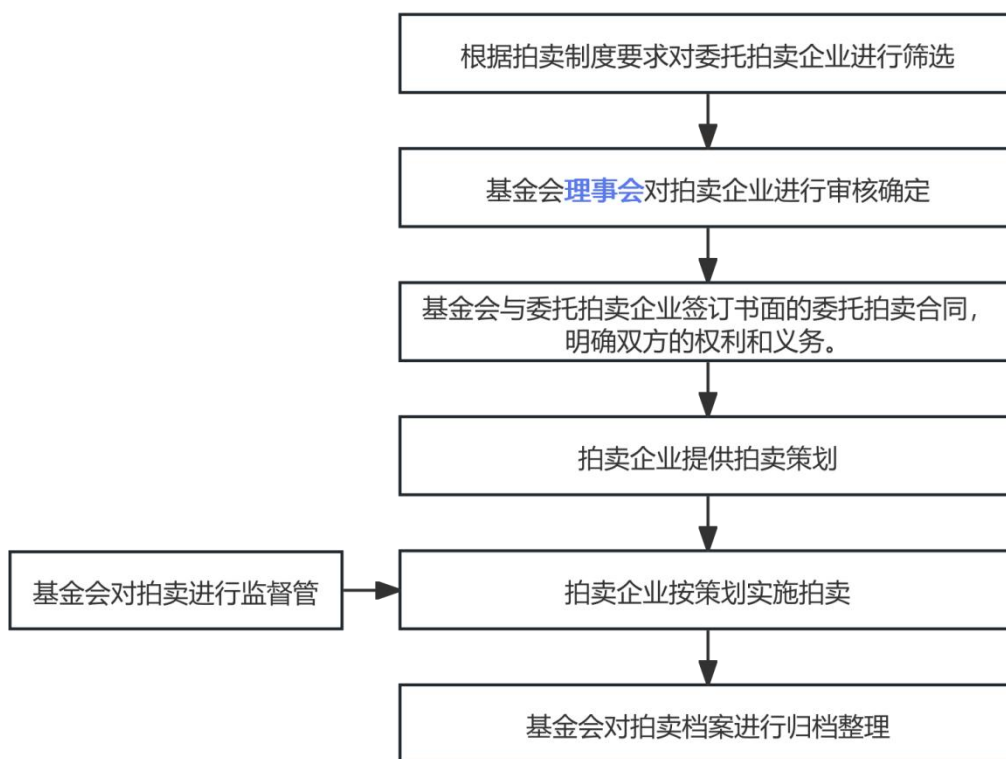 根据拍卖制度要求对委托拍卖企业进行筛选
基金会理事会对拍卖企业进行审核确定
基金会与委托拍卖企业签订书面的委托拍卖合同，
明确双方的权利和义务。
拍卖企业提供拍卖策划
基金会对拍卖进行监督管
拍卖企业按策划实施拍卖
基金会对拍卖档案进行归档整理